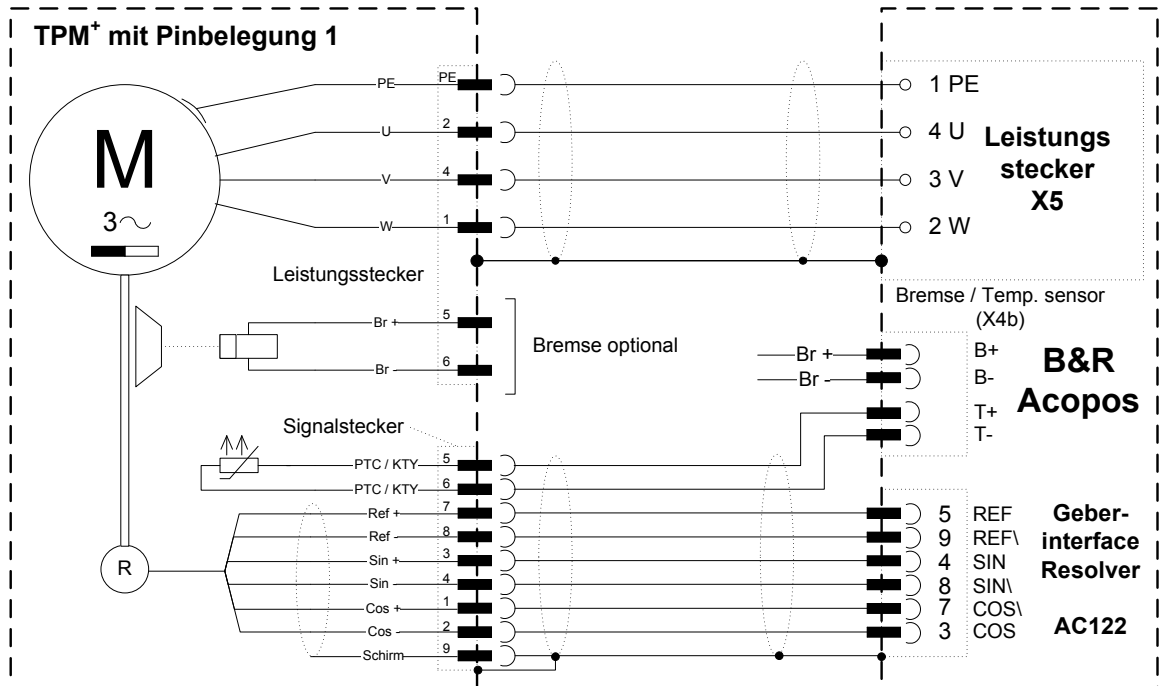 TPM+ mit Pinbelegung 1
M
3
PE PE 1 PE
U 2 4 U
V 4 3 V
W 1 2 W
Leistungs
stecker
X5
Leistungsstecker
Br + 5
Br - 6
Bremse optional
Bremse / Temp. sensor
(X4b)
Br + B+
Br - B-
T+
T-
B&R
Acopos
Signalstecker
PTC / KTY 5
PTC / KTY 6
Ref + 7 5 REF
Ref - 8 9 REF\
Sin + 3 4 SIN
Sin - 4 8 SIN\
Cos + 1 7 COS\
Cos - 2 3 COS
Schirm 9
R
Geber-
interface
Resolver
AC122